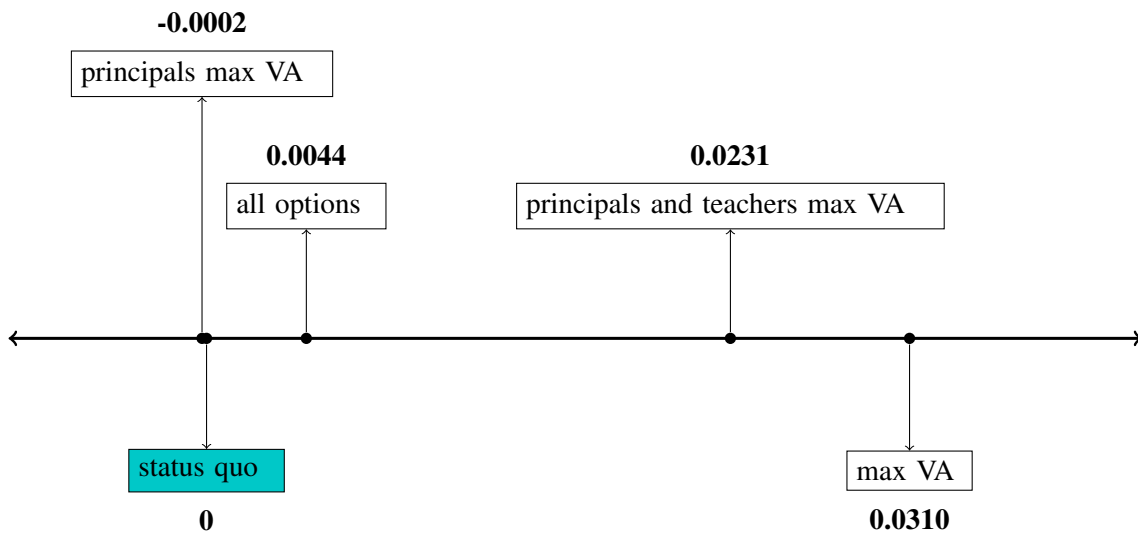 -0.0002
principals max VA
0.0044
all options
0.0231
principals and teachers max VA
status quo
0
max VA
0.0310